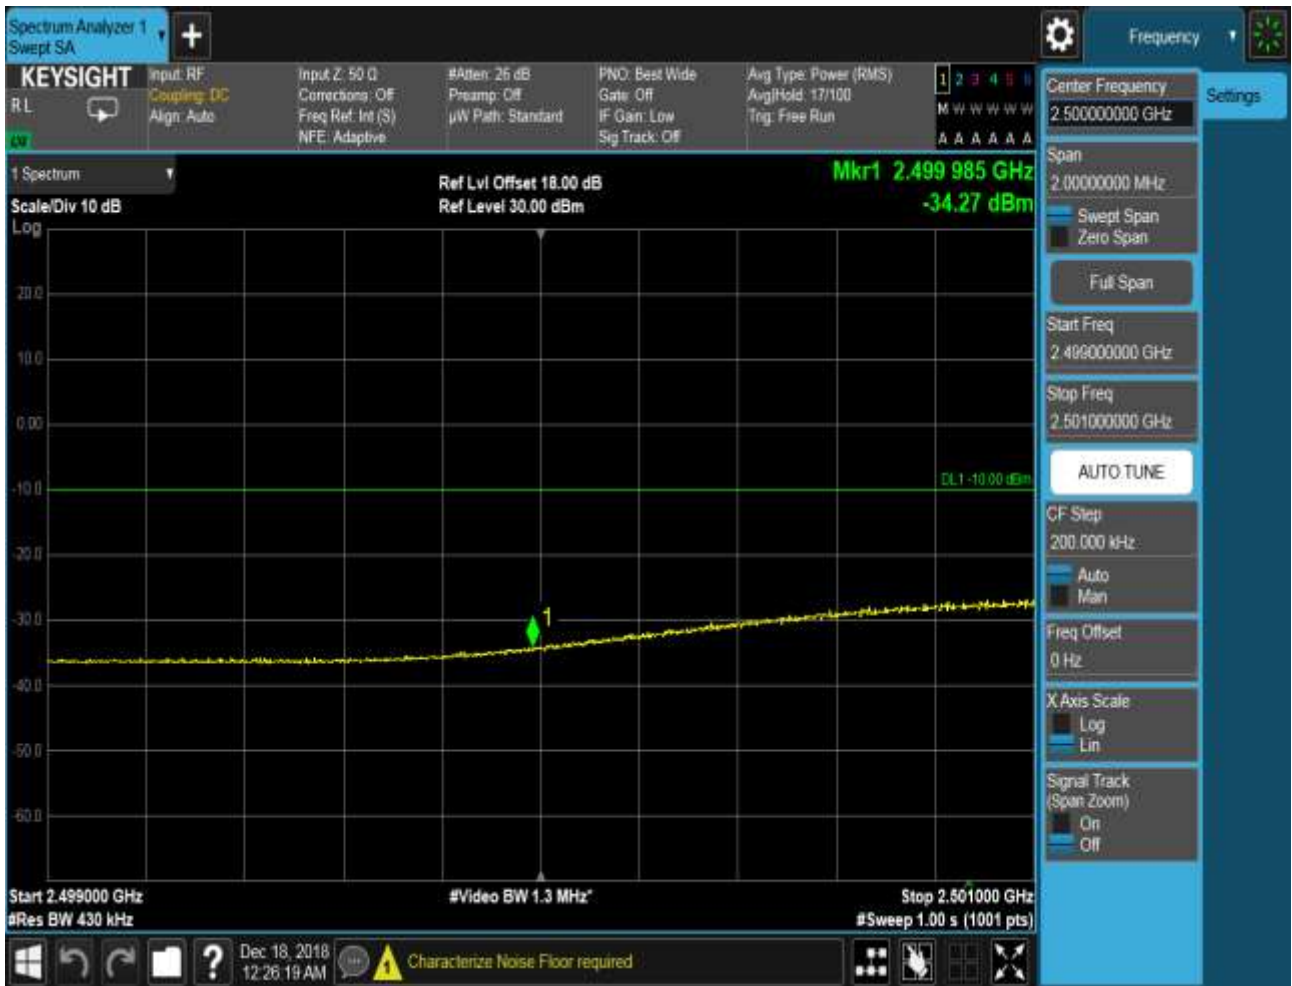 Spectrum Analyzer 1
Swept SA
Frequency
KEYSIGHT
R L
Input: RF
Coupling: DC
Align: Auto
Input Z: 50 Ω
Corrections: Off
Freq Ref: Int (S)
NFE: Adaptive
#Atten: 26 dB
Preamp: Off
µW Path: Standard
PNO: Best Wide
Gate: Off
IF Gain: Low
Sig Track: Off
Avg Type: Power (RMS)
Avg|Hold: 17/100
Trig: Free Run
1 2 3 4 5 6
M W W W W W
A A A A A A
1 Spectrum
Scale/Div 10 dB
Log
Ref Lvl Offset 18.00 dB
Ref Level 30.00 dBm
Mkr1 2.499 985 GHz
-34.27 dBm
20.0
10.0
0.00
-10.0
-20.0
-30.0
-40.0
-50.0
-60.0
DL1 -10.00 dBm
1
Start 2.499000 GHz
#Res BW 430 kHz
#Video BW 1.3 MHz*
Stop 2.501000 GHz
#Sweep 1.00 s (1001 pts)
Center Frequency
2.500000000 GHz
Settings
Span
2.00000000 MHz
Swept Span
Zero Span
Full Span
Start Freq
2.499000000 GHz
Stop Freq
2.501000000 GHz
AUTO TUNE
CF Step
200.000 kHz
Auto
Man
Freq Offset
0 Hz
X Axis Scale
Log
Lin
Signal Track
(Span Zoom)
On
Off
?
Dec 18, 2018
12:26:19 AM
1
Characterize Noise Floor required